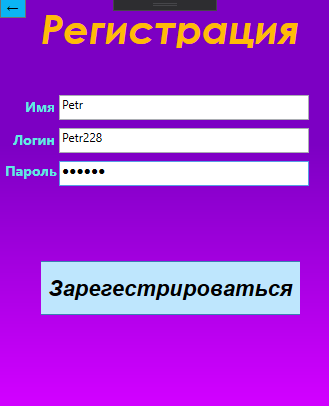 ←
Регистрация
Имя Petr
Логин Petr228
Пароль ••••••
Зарегестрироваться